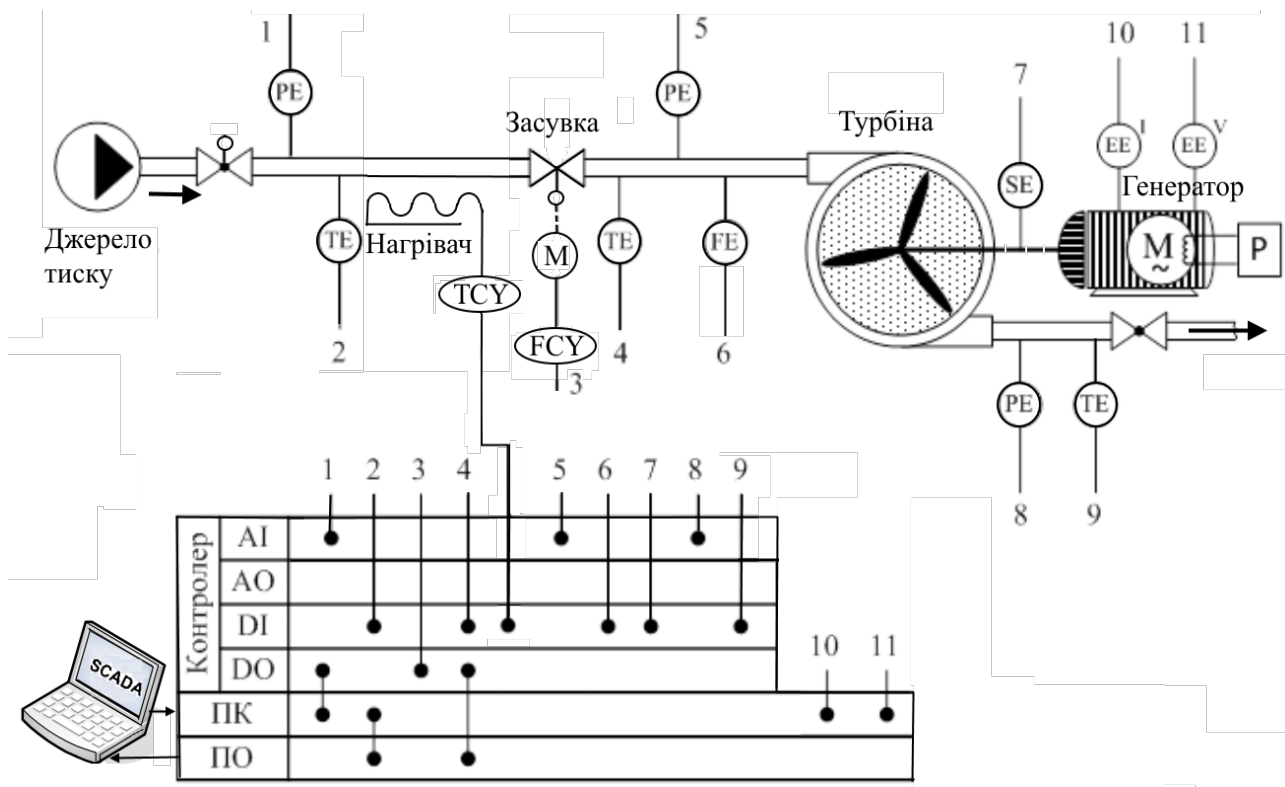 1
5
10
11
7
PE
PE
Засувка
Турбіна
EE I
EE V
SE
Генератор
Джерело
тиску
TE
Нагрівач
M
TE
FE
M
~
P
TCY
FCY
2
3
4
6
PE
TE
8
9
1
2
3
4
5
6
7
8
9
Контролер
AI
AO
DI
DO
10
11
SCADA
ПК
ПО